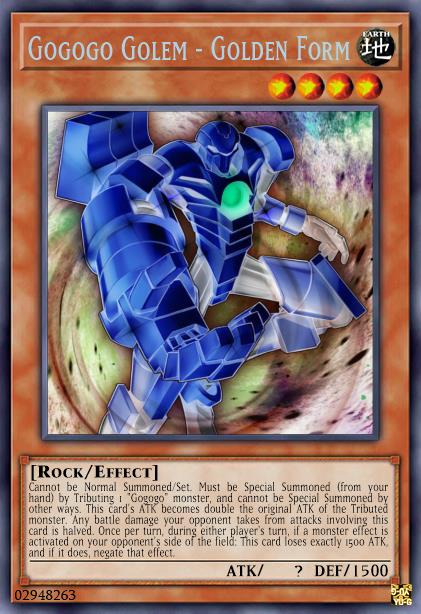 Gogogo Golem - Golden Form
EARTH
地
[Rock/Effect]
Cannot be Normal Summoned/Set. Must be Special Summoned (from your
hand) by Tributing 1 "Gogogo" monster, and cannot be Special Summoned by
other ways. This card's ATK becomes double the original ATK of the Tributed
monster. Any battle damage your opponent takes from attacks involving this
card is halved. Once per turn, during either player's turn, if a monster effect is
activated on your opponent's side of the field: This card loses exactly 1500 ATK,
and if it does, negate that effect.
ATK/ ? DEF/1500
02948263